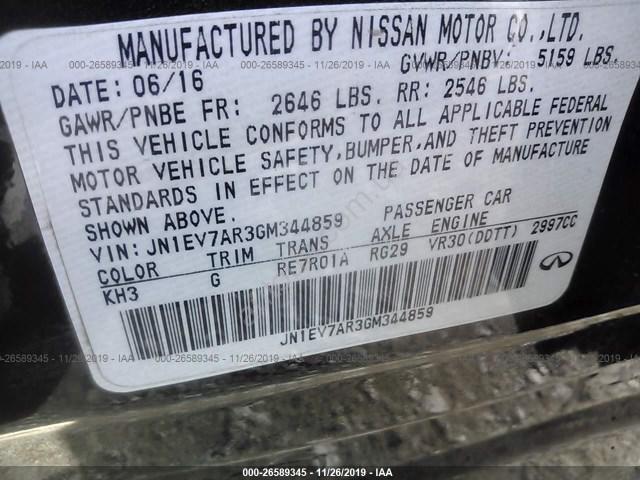 MANUFACTURED BY NISSAN MOTOR CO.,LTD.
GVWR/PNBV: 5159 LBS.
DATE: 06/16
GAWR/PNBE FR: 2646 LBS. RR: 2546 LBS.
THIS VEHICLE CONFORMS TO ALL APPLICABLE FEDERAL
MOTOR VEHICLE SAFETY,BUMPER,AND THEFT PREVENTION
STANDARDS IN EFFECT ON THE DATE OF MANUFACTURE
SHOWN ABOVE.
VIN: JN1EV7AR3GM344859 PASSENGER CAR
COLOR TRIM TRANS AXLE ENGINE
KH3 G RE7R01A RG29 VR30(DDTT) 2997CC
JN1EV7AR3GM344859
INFINITI
000-26589345 | 11/26/2019 - IAA